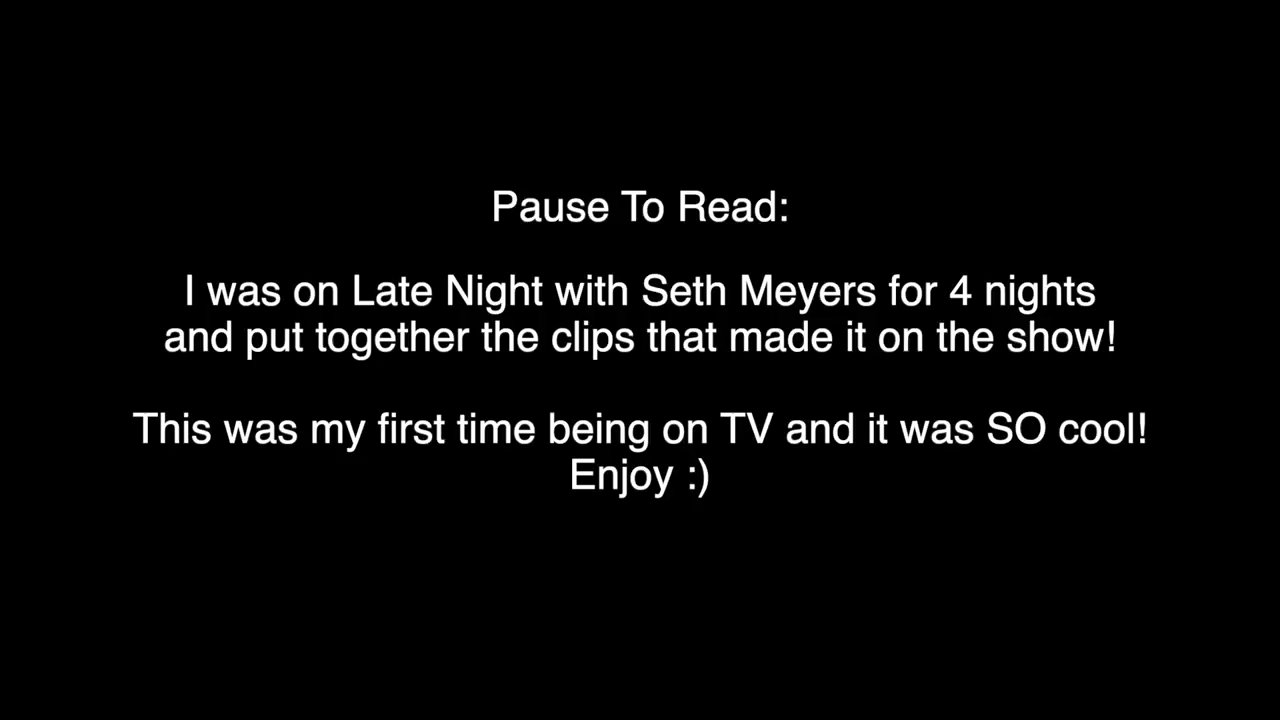 Pause To Read:
I was on Late Night with Seth Meyers for 4 nights
and put together the clips that made it on the show!
This was my first time being on TV and it was SO cool!
Enjoy :)